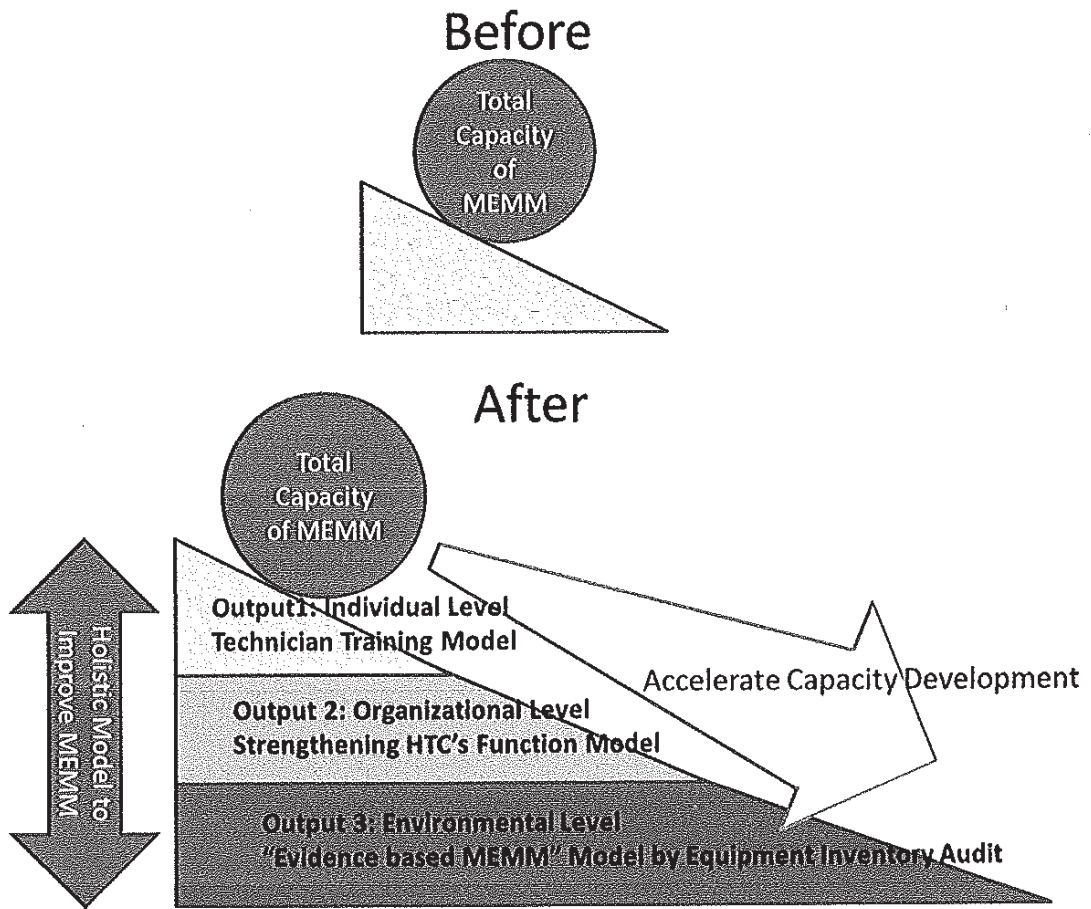 Before
Total
Capacity
of
MEMM
After
Total
Capacity
of MEMM
Holistic Model to
Improve MEMM
Output1: Individual Level
Technician Training Model
Accelerate Capacity Development
Output 2: Organizational Level
Strengthening HTC's Function Model
Output 3: Environmental Level
"Evidence based MEMM" Model by Equipment Inventory Audit